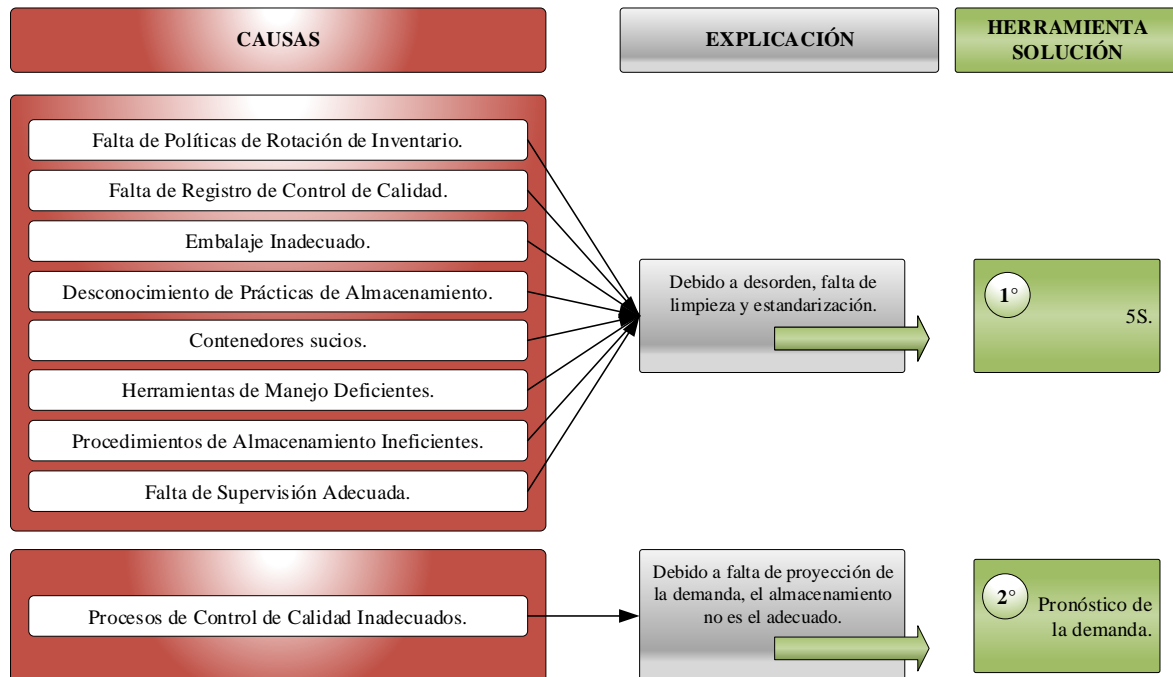 CAUSAS
EXPLICACIÓN
HERRAMIENTA
SOLUCIÓN
Falta de Políticas de Rotación de Inventario.
Falta de Registro de Control de Calidad.
Embalaje Inadecuado.
Desconocimiento de Prácticas de Almacenamiento.
Contenedores sucios.
Herramientas de Manejo Deficientes.
Procedimientos de Almacenamiento Ineficientes.
Falta de Supervisión Adecuada.
Debido a desorden, falta de
limpieza y estandarización.
1°
5S.
Procesos de Control de Calidad Inadecuados.
Debido a falta de proyección de
la demanda, el almacenamiento
no es el adecuado.
2°
Pronóstico de
la demanda.